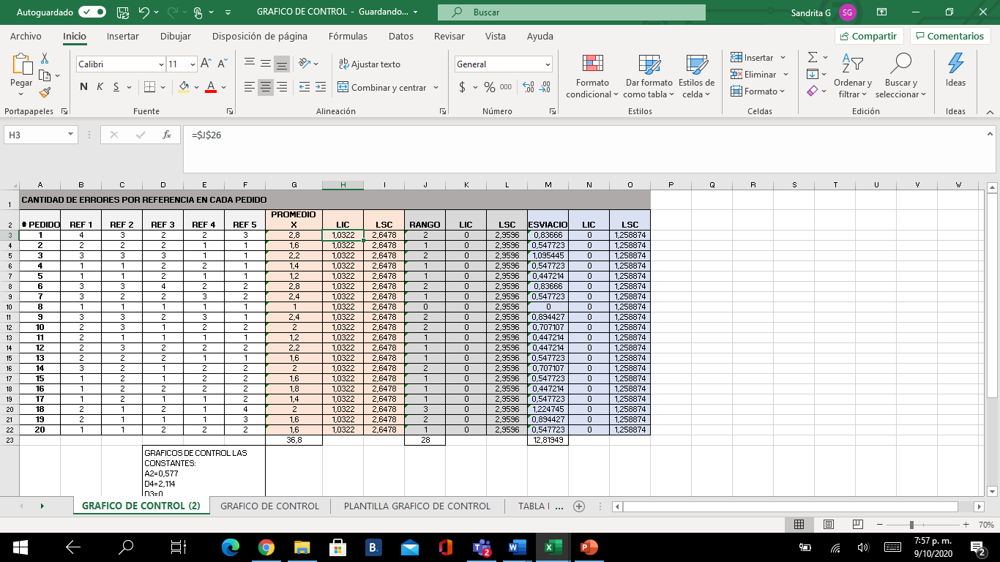 Autoguardado GRAFICO DE CONTROL - Guardando... Buscar Sandrita G SG
Archivo Inicio Insertar Dibujar Disposición de página Fórmulas Datos Revisar Vista Ayuda Compartir Comentarios
Pegar
Calibri 11
N K S
Ajustar texto
Combinar y centrar
General
$ % 000
Formato condicional
Dar formato como tabla
Estilos de celda
Insertar
Eliminar
Formato
Ordenar y filtrar
Buscar y seleccionar
Ideas
Portapapeles Fuente Alineación Número Estilos Celdas Edición Ideas
H3 fx =$J$26
A B C D E F G H I J K L M N O P Q R S T U V W
1 CANTIDAD DE ERRORES POR REFERENCIA EN CADA PEDIDO
2 # PEDIDO REF 1 REF 2 REF 3 REF 4 REF 5 PROMEDIO X LIC LSC RANGO LIC LSC ESVIACIO LIC LSC
3 1 4 3 2 2 3 2,8 1,0322 2,6478 2 0 2,9596 0,83666 0 1,258874
4 2 2 2 2 1 1 1,6 1,0322 2,6478 1 0 2,9596 0,547723 0 1,258874
5 3 3 3 3 1 1 2,2 1,0322 2,6478 2 0 2,9596 1,095445 0 1,258874
6 4 1 1 2 2 1 1,4 1,0322 2,6478 1 0 2,9596 0,547723 0 1,258874
7 5 1 1 2 1 1 1,2 1,0322 2,6478 1 0 2,9596 0,447214 0 1,258874
8 6 3 3 4 2 2 2,8 1,0322 2,6478 2 0 2,9596 0,83666 0 1,258874
9 7 3 2 2 3 2 2,4 1,0322 2,6478 1 0 2,9596 0,547723 0 1,258874
10 8 1 1 1 1 1 1 1,0322 2,6478 0 0 2,9596 0 0 1,258874
11 9 3 3 2 3 1 2,4 1,0322 2,6478 2 0 2,9596 0,894427 0 1,258874
12 10 2 3 1 2 2 2 1,0322 2,6478 2 0 2,9596 0,707107 0 1,258874
13 11 2 1 1 1 1 1,2 1,0322 2,6478 1 0 2,9596 0,447214 0 1,258874
14 12 2 3 2 2 2 2,2 1,0322 2,6478 1 0 2,9596 0,447214 0 1,258874
15 13 2 2 2 1 1 1,6 1,0322 2,6478 1 0 2,9596 0,547723 0 1,258874
16 14 3 2 1 2 2 2 1,0322 2,6478 2 0 2,9596 0,707107 0 1,258874
17 15 1 2 1 2 2 1,6 1,0322 2,6478 1 0 2,9596 0,547723 0 1,258874
18 16 1 2 2 2 2 1,8 1,0322 2,6478 1 0 2,9596 0,447214 0 1,258874
19 17 1 2 1 1 2 1,4 1,0322 2,6478 1 0 2,9596 0,547723 0 1,258874
20 18 2 1 2 1 4 2 1,0322 2,6478 3 0 2,9596 1,224745 0 1,258874
21 19 2 1 1 1 3 1,6 1,0322 2,6478 2 0 2,9596 0,894427 0 1,258874
22 20 1 1 2 2 2 1,6 1,0322 2,6478 1 0 2,9596 0,547723 0 1,258874
23 36,8 28 12,81949
GRAFICOS DE CONTROL LAS
CONSTANTES:
A2=0,577
D4=2,114
D3=0
GRAFICO DE CONTROL (2) GRAFICO DE CONTROL PLANTILLA GRAFICO DE CONTROL TABLA I ...
70%
B. 2 W X P
7:57 p. m.
9/10/2020
2